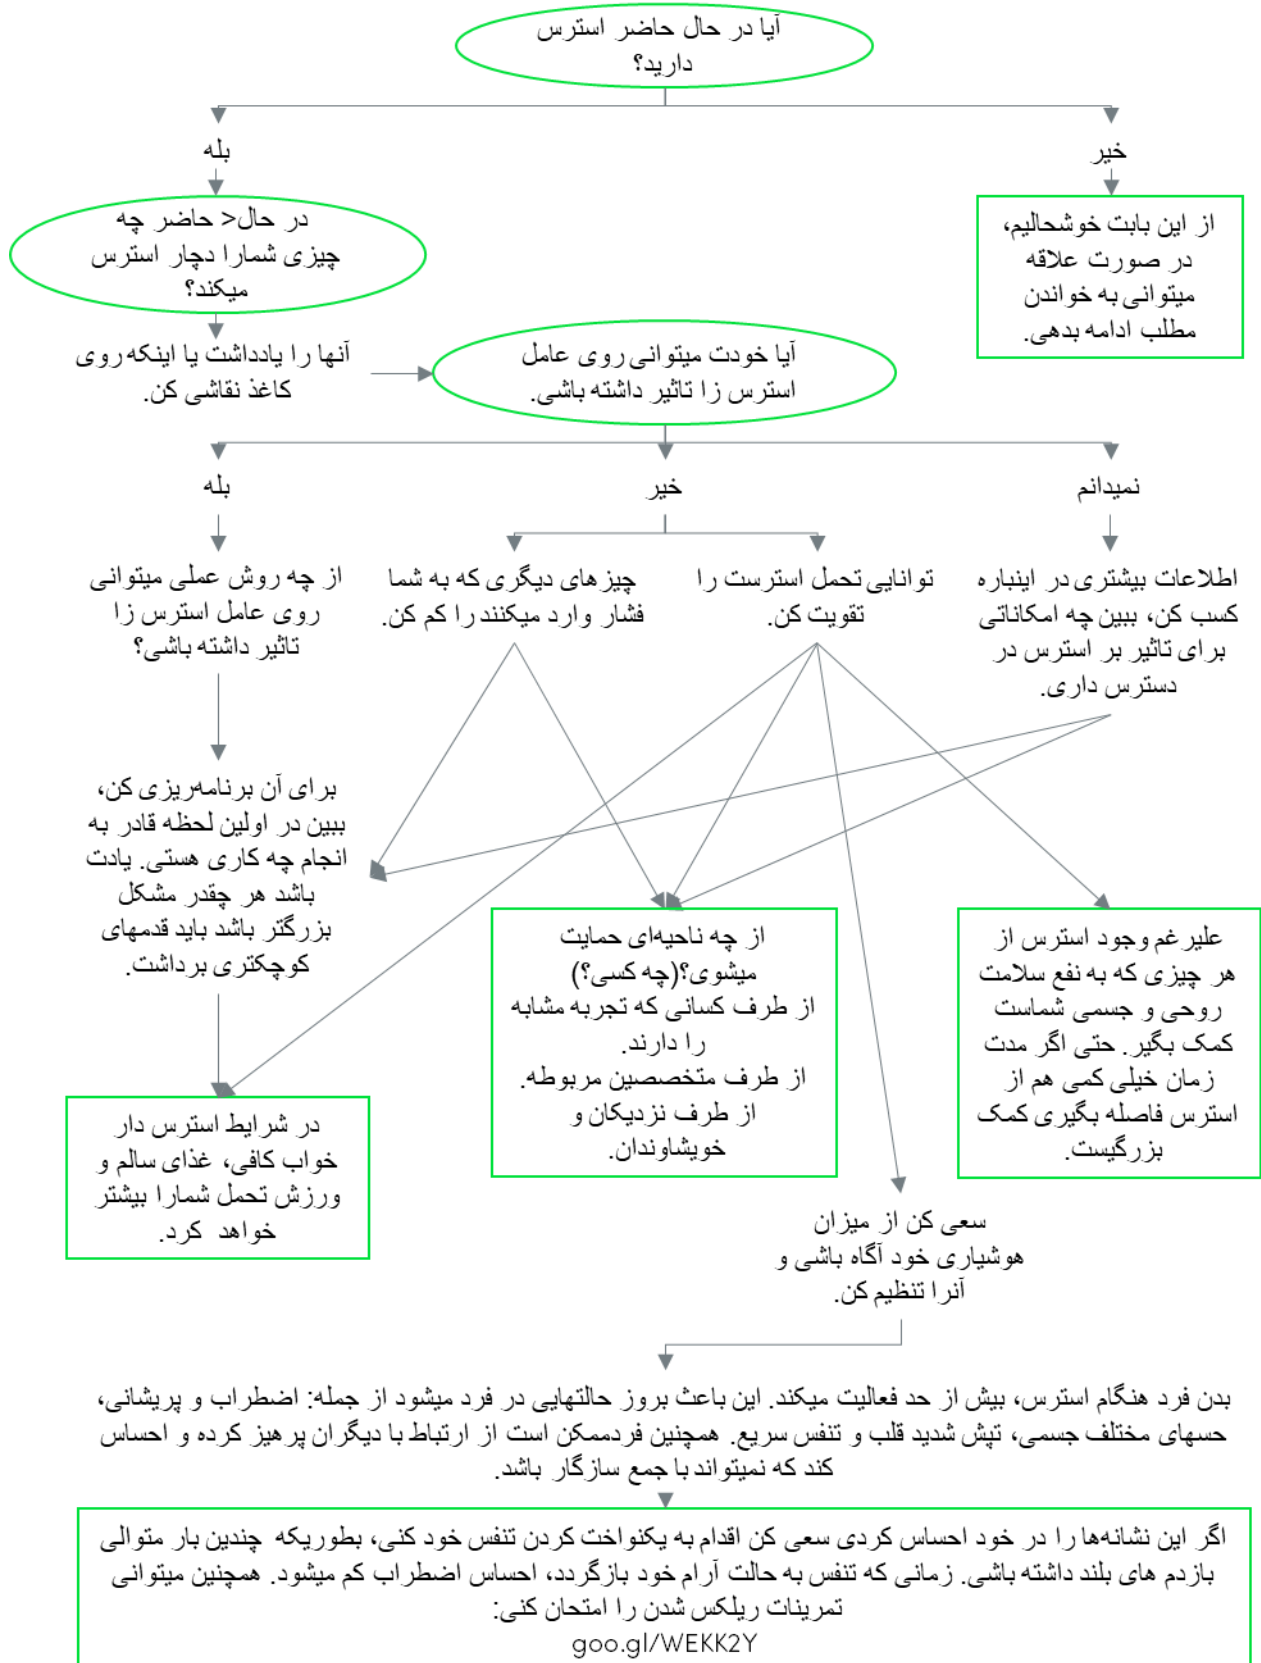 آیا در حال حاضر استرس
دارید؟
بله
خیر
در حال< حاضر چه
چیزی شمارا دچار استرس
میکند؟
از این بابت خوشحالیم،
در صورت علاقه
میتوانی به خواندن
مطلب ادامه بدهی.
آنها را یادداشت یا اینکه روی
کاغذ نقاشی کن.
آیا خودت میتوانی روی عامل
استرس زا تاثیر داشته باشی.
بله
خیر
نمیدانم
از چه روش عملی میتوانی
روی عامل استرس زا
تاثیر داشته باشی؟
چیزهای دیگری که به شما
فشار وارد میکنند را کم کن.
توانایی تحمل استرست را
تقویت کن.
اطلاعات بیشتری در اینباره
کسب کن، ببین چه امکاناتی
برای تاثیر بر استرس در
دسترس داری.
برای آن برنامه‌ریزی کن،
ببین در اولین لحظه قادر به
انجام چه کاری هستی. یادت
باشد هر چقدر مشکل
بزرگتر باشد باید قدمهای
کوچکتری برداشت.
از چه ناحیه‌ای حمایت
میشوی؟(چه کسی؟)
از طرف کسانی که تجربه مشابه
را دارند.
از طرف متخصصین مربوطه.
از طرف نزدیکان و
خویشاوندان.
علیرغم وجود استرس از
هر چیزی که به نفع سلامت
روحی و جسمی شماست
کمک بگیر. حتی اگر مدت
زمان خیلی کمی هم از
استرس فاصله بگیری کمک
بزرگیست.
در شرایط استرس دار
خواب کافی، غذای سالم و
ورزش تحمل شمارا بیشتر
خواهد کرد.
سعی کن از میزان
هوشیاری خود آگاه باشی و
آنرا تنظیم کن.
بدن فرد هنگام استرس، بیش از حد فعالیت میکند. این باعث بروز حالتهایی در فرد میشود از جمله: اضطراب و پریشانی،
حسهای مختلف جسمی، تپش شدید قلب و تنفس سریع. همچنین فردممکن است از ارتباط با دیگران پرهیز کرده و احساس
کند که نمیتواند با جمع سازگار باشد.
اگر این نشانه‌ها را در خود احساس کردی سعی کن اقدام به یکنواخت کردن تنفس خود کنی، بطوریکه چندین بار متوالی
بازدم های بلند داشته باشی. زمانی که تنفس به حالت آرام خود بازگردد، احساس اضطراب کم میشود. همچنین میتوانی
تمرینات ریلکس شدن را امتحان کنی:
goo.gl/WEKK2Y